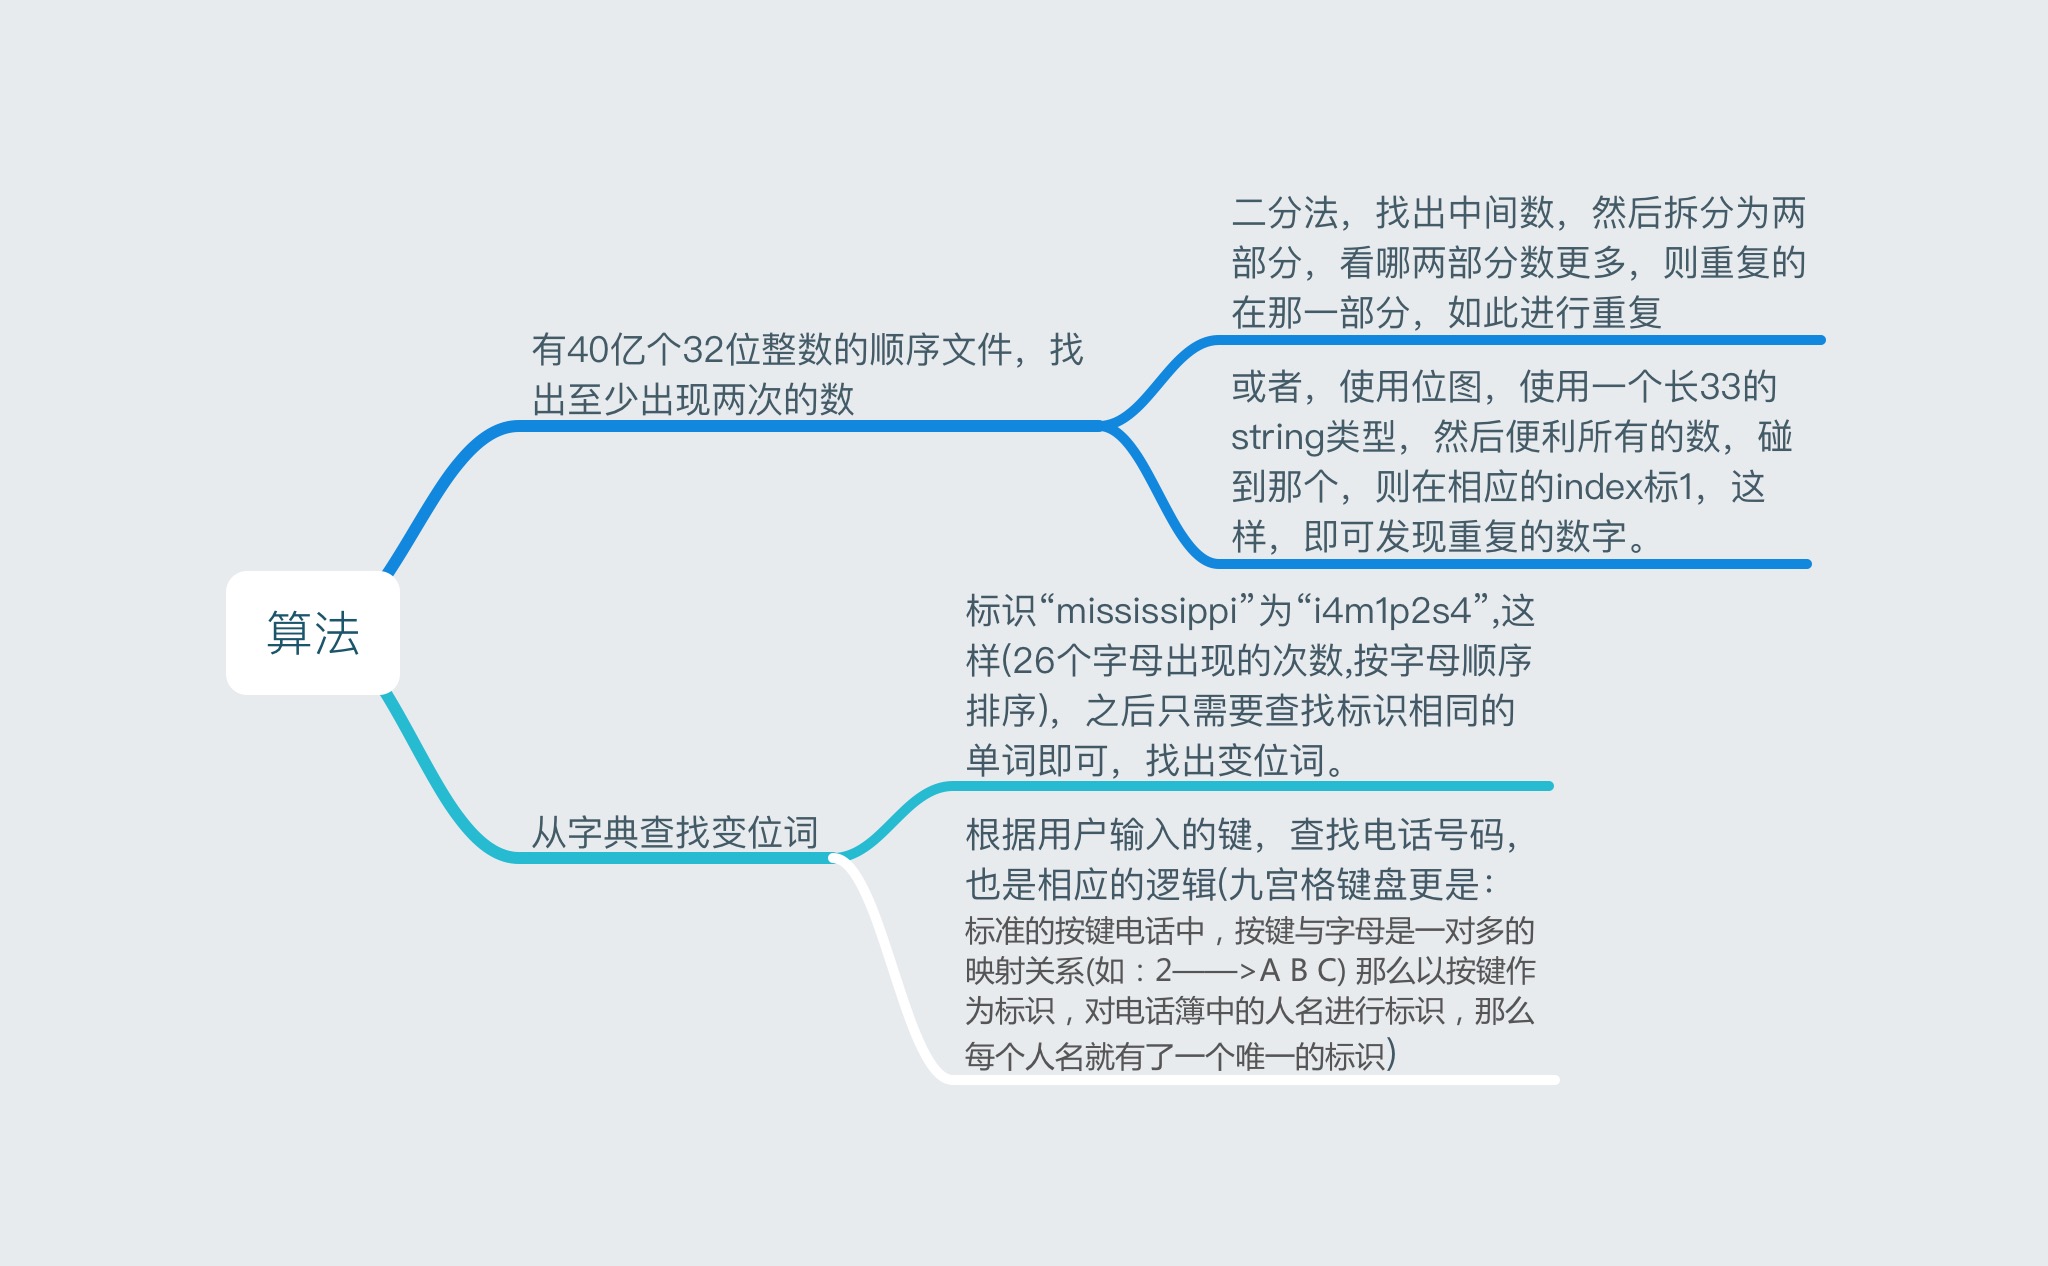 算法
有40亿个32位整数的顺序文件，找
出至少出现两次的数
二分法，找出中间数，然后拆分为两
部分，看哪两部分数更多，则重复的
在那一部分，如此进行重复
或者，使用位图，使用一个长33的
string类型，然后便利所有的数，碰
到那个，则在相应的index标1，这
样，即可发现重复的数字。
从字典查找变位词
标识“mississippi”为“i4m1p2s4”,这
样(26个字母出现的次数,按字母顺序
排序)，之后只需要查找标识相同的
单词即可，找出变位词。
根据用户输入的键，查找电话号码，
也是相应的逻辑(九宫格键盘更是：
标准的按键电话中，按键与字母是一对多的
映射关系(如：2——>A B C) 那么以按键作
为标识，对电话簿中的人名进行标识，那么
每个人名就有了一个唯一的标识)